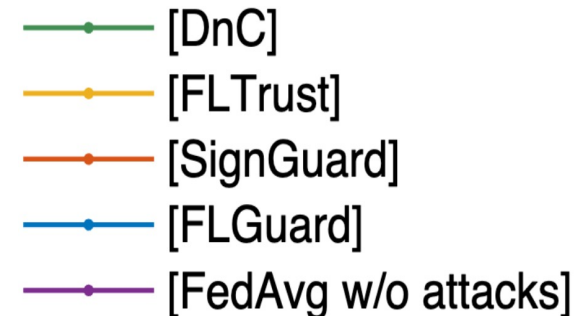 [DnC]
[FLTrust]
[SignGuard]
[FLGuard]
[FedAvg w/o attacks]